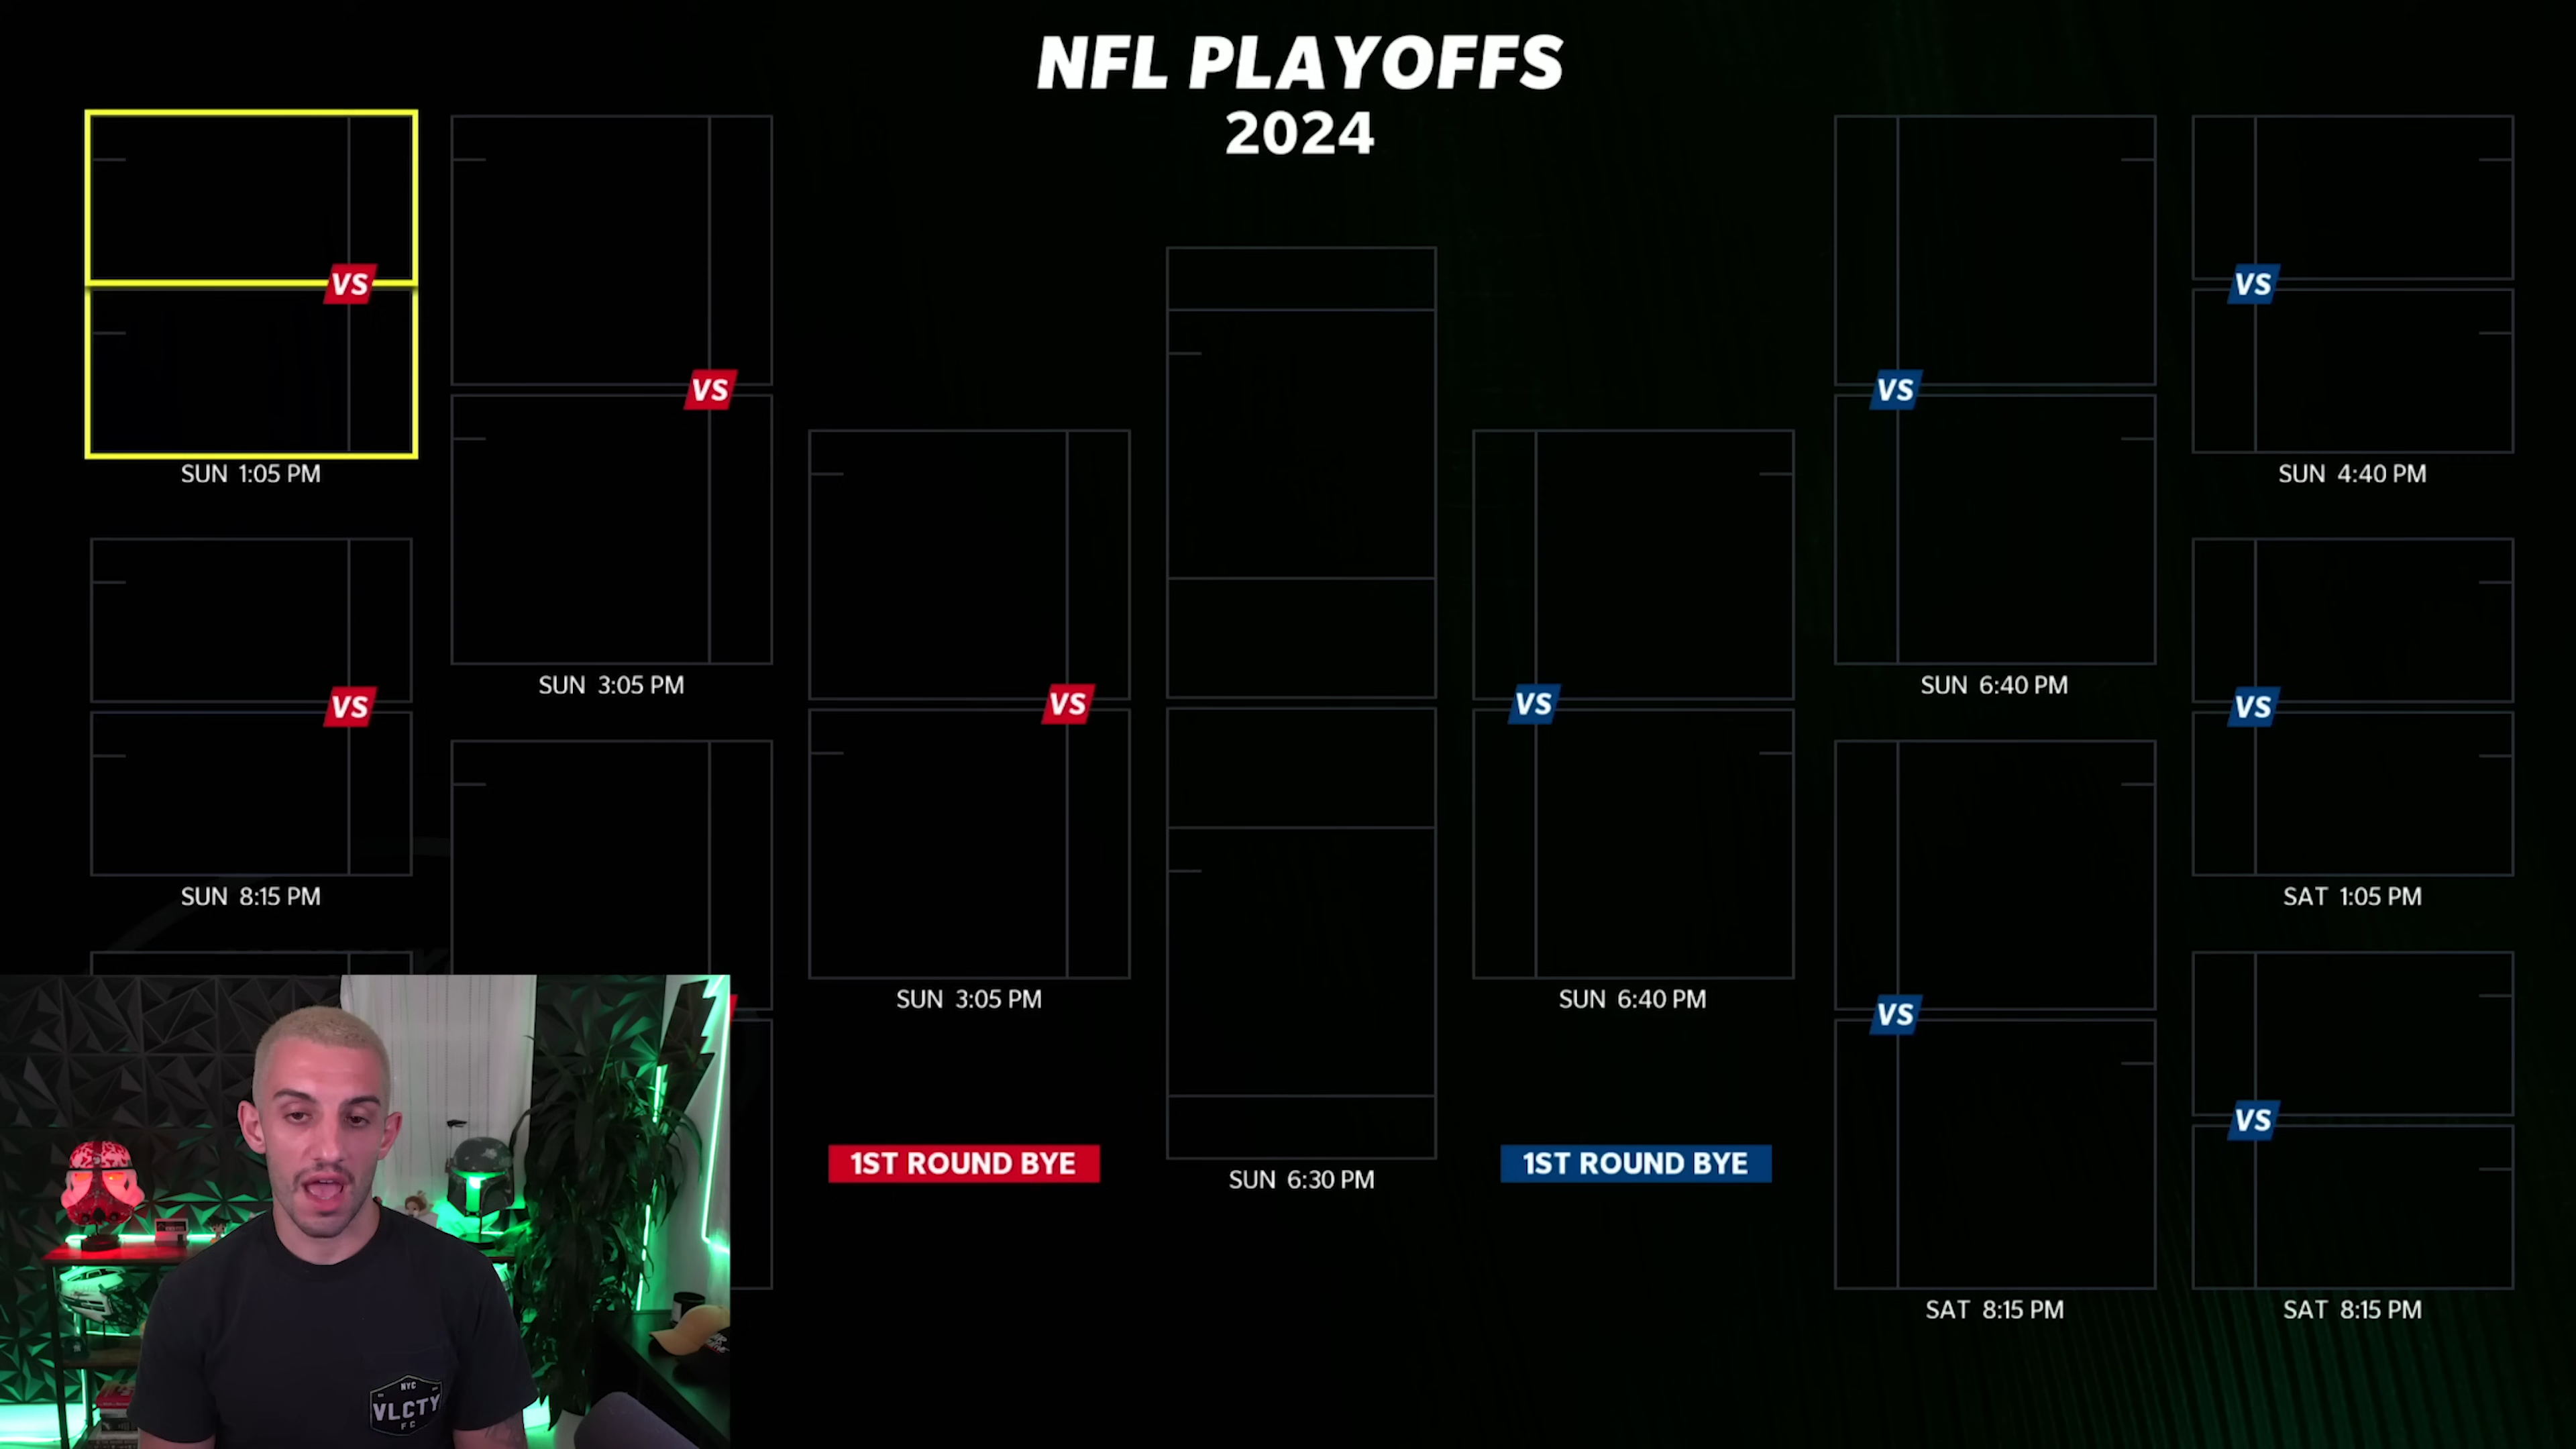 NFL PLAYOFFS
2024
VS
SUN 1:05 PM
VS
SUN 8:15 PM
VS
SUN 3:05 PM
VS
SUN 3:05 PM
1ST ROUND BYE
SUN 6:30 PM
VS
SUN 6:40 PM
1ST ROUND BYE
VS
SUN 6:40 PM
VS
SAT 8:15 PM
VS
SUN 4:40 PM
VS
SAT 1:05 PM
VS
SAT 8:15 PM
NYC
VLCTY
FC